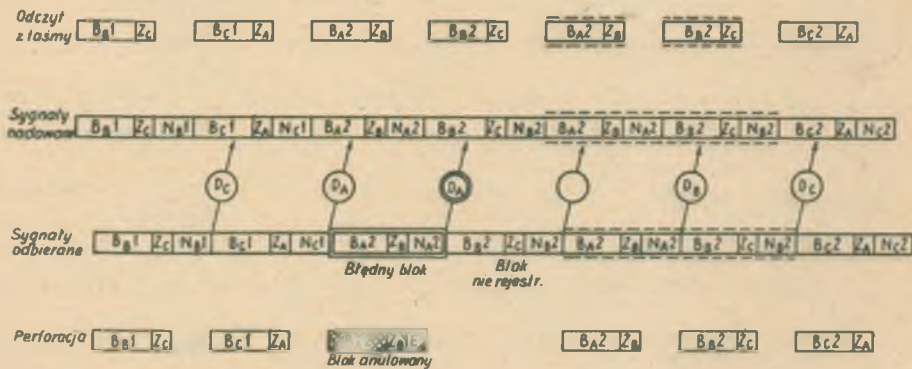 Odczyt z taśmy
B_B1 Z_C B_C1 Z_A B_A2 Z_B B_B2 Z_C B_A2 Z_B B_B2 Z_C B_C2 Z_A
Sygnały nadawane
B_B1 Z_C N_B1 B_C1 Z_A N_C1 B_A2 Z_B N_A2 B_B2 Z_C N_B2 B_A2 Z_B N_A2 B_B2 Z_C N_B2 B_C2 Z_A N_C2
D_C D_A D_A D_B D_C
Sygnały odbierane
B_B1 Z_C N_B1 B_C1 Z_A N_C1 B_A2 Z_B N_A2 B_B2 Z_C N_B2 B_A2 Z_B N_A2 B_B2 Z_C N_B2 B_C2 Z_A N_C2
Błędny blok
Blok nie rejestr.
Perforacja
B_B1 Z_C B_C1 Z_A B_A2 Z_B B_B2 Z_C B_C2 Z_A
Blok anulowany